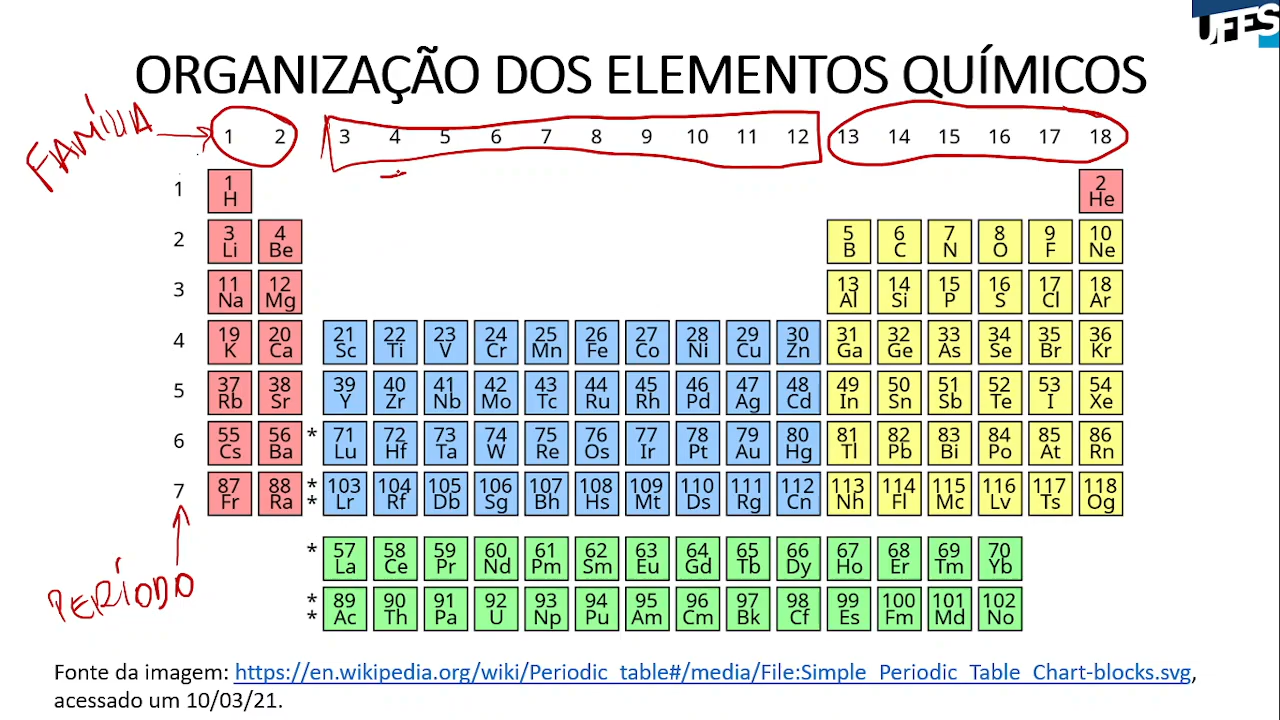 UFES
ORGANIZAÇÃO DOS ELEMENTOS QUÍMICOS
FAMÍLIA
1 2 3 4 5 6 7 8 9 10 11 12 13 14 15 16 17 18
1 1 2
H He
2 3 4 5 6 7 8 9 10
Li Be B C N O F Ne
3 11 12 13 14 15 16 17 18
Na Mg Al Si P S Cl Ar
4 19 20 21 22 23 24 25 26 27 28 29 30 31 32 33 34 35 36
K Ca Sc Ti V Cr Mn Fe Co Ni Cu Zn Ga Ge As Se Br Kr
5 37 38 39 40 41 42 43 44 45 46 47 48 49 50 51 52 53 54
Rb Sr Y Zr Nb Mo Tc Ru Rh Pd Ag Cd In Sn Sb Te I Xe
6 55 56 * 71 72 73 74 75 76 77 78 79 80 81 82 83 84 85 86
Cs Ba Lu Hf Ta W Re Os Ir Pt Au Hg Tl Pb Bi Po At Rn
7 87 88 * 103 104 105 106 107 108 109 110 111 112 113 114 115 116 117 118
Fr Ra * Lr Rf Db Sg Bh Hs Mt Ds Rg Cn Nh Fl Mc Lv Ts Og
* 57 58 59 60 61 62 63 64 65 66 67 68 69 70
La Ce Pr Nd Pm Sm Eu Gd Tb Dy Ho Er Tm Yb
* 89 90 91 92 93 94 95 96 97 98 99 100 101 102
* Ac Th Pa U Np Pu Am Cm Bk Cf Es Fm Md No
PERÍODO
Fonte da imagem: https://en.wikipedia.org/wiki/Periodic_table#/media/File:Simple_Periodic_Table_Chart-blocks.svg,
acessado um 10/03/21.